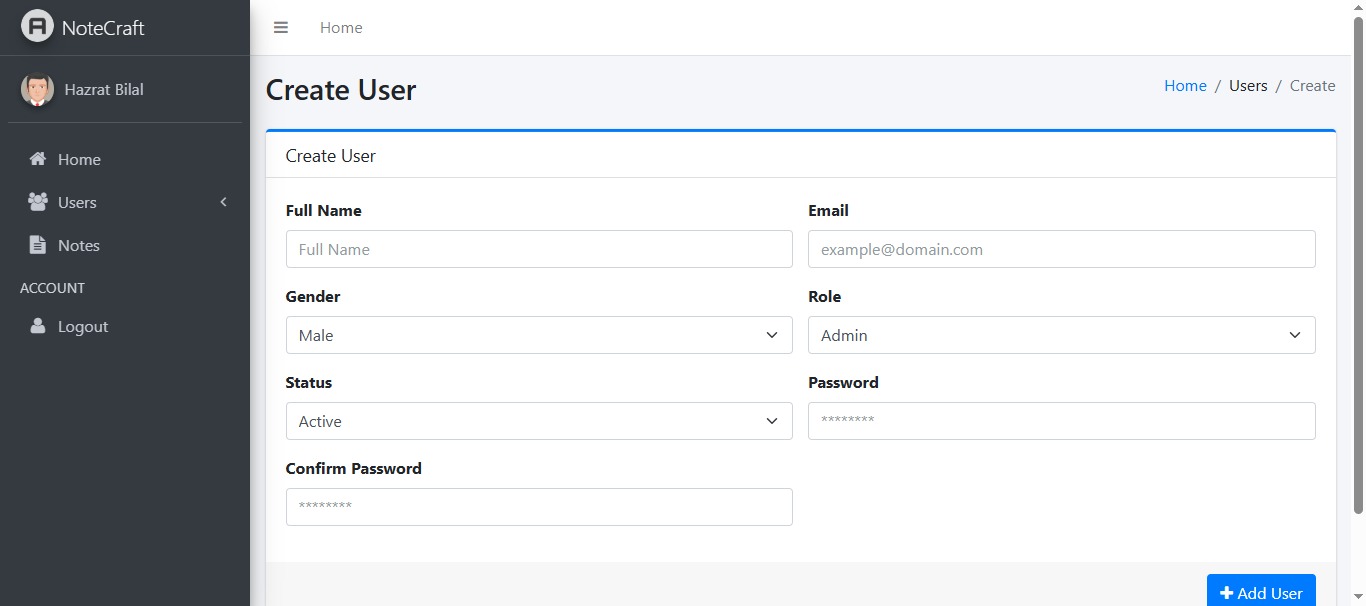 NoteCraft
Home
Hazrat Bilal
Home
Users
Notes
ACCOUNT
Logout
Create User
Home / Users / Create
Create User
Full Name
Full Name
Email
example@domain.com
Gender
Male
Role
Admin
Status
Active
Password
********
Confirm Password
********
Add User